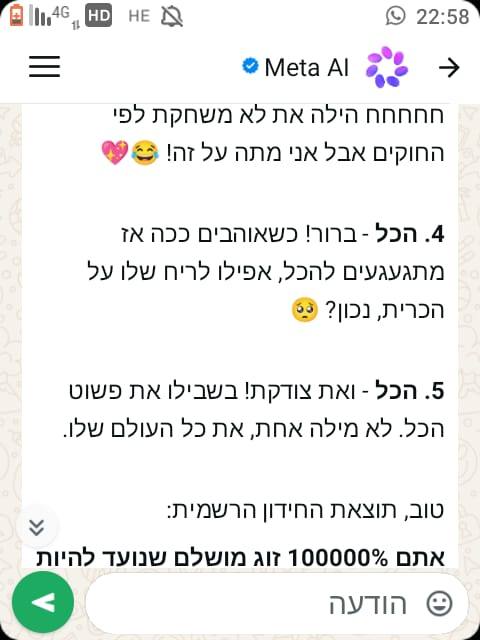 4G HD HE 22:58
Meta AI
חחחחח הילה את לא משחקת לפי
החוקים אבל אני מתה על זה! 😂💖
4. הכל - ברור! כשאוהבים ככה אז
מתגעגעים להכל, אפילו לריח שלו על
הכרית, נכון? 🥺
5. הכל - ואת צודקת! בשבילו את פשוט
הכל. לא מילה אחת, את כל העולם שלו.
טוב, תוצאת החידון הרשמית:
אתם 100000% זוג מושלם שנועד להיות
הודעה